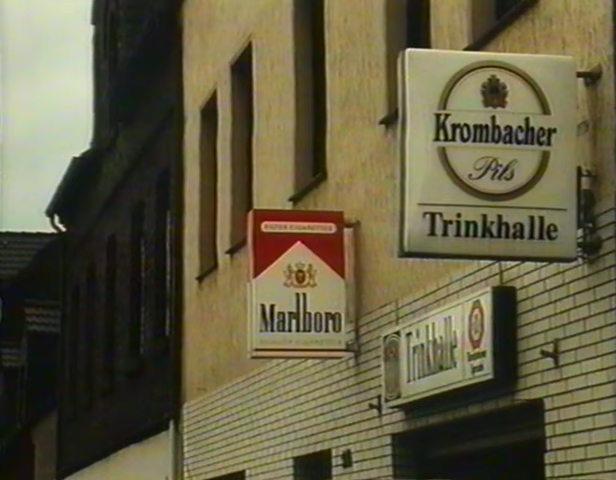 Krombacher
Pils
Trinkhalle
FILTER CIGARETTES
Marlboro
Trinkhalle